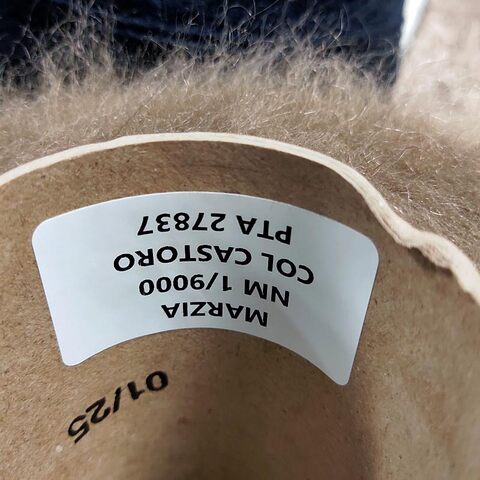 MARZIA
NM 1/9000
COL CASTORO
PTA 27837
01/25